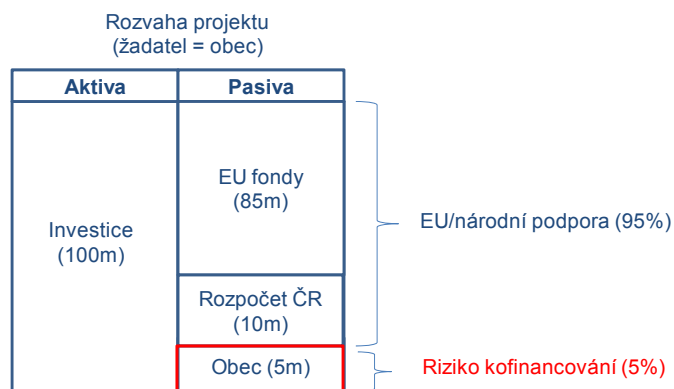 Rozvaha projektu
(žadatel = obec)
Aktiva
Pasiva
Investice
(100m)
EU fondy
(85m)
Rozpočet ČR
(10m)
Obec (5m)
EU/národní podpora (95%)
Riziko kofinancování (5%)